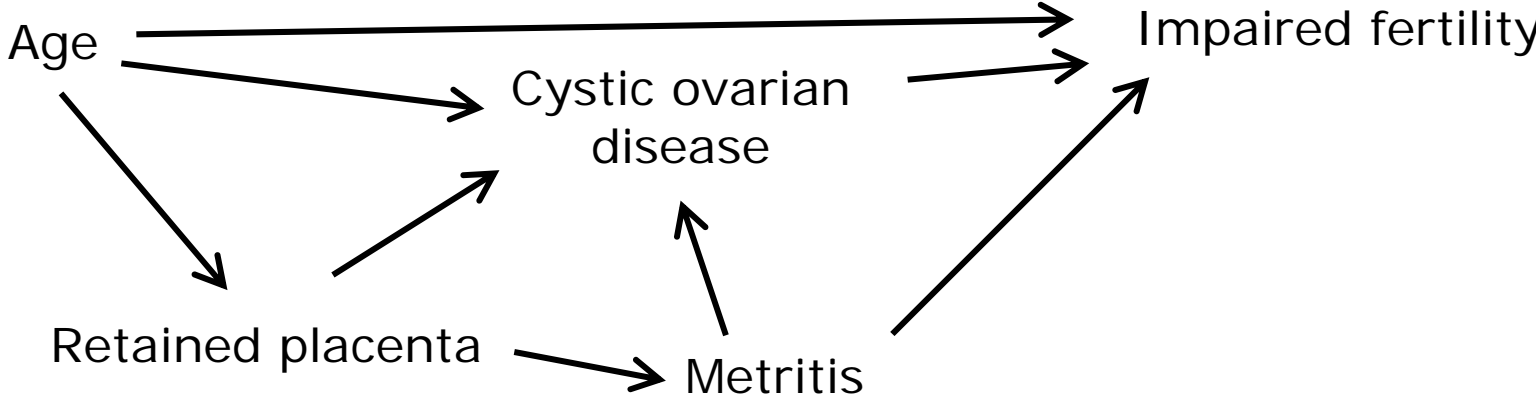 Age
Impaired fertility
Cystic ovarian
disease
Retained placenta
Metritis